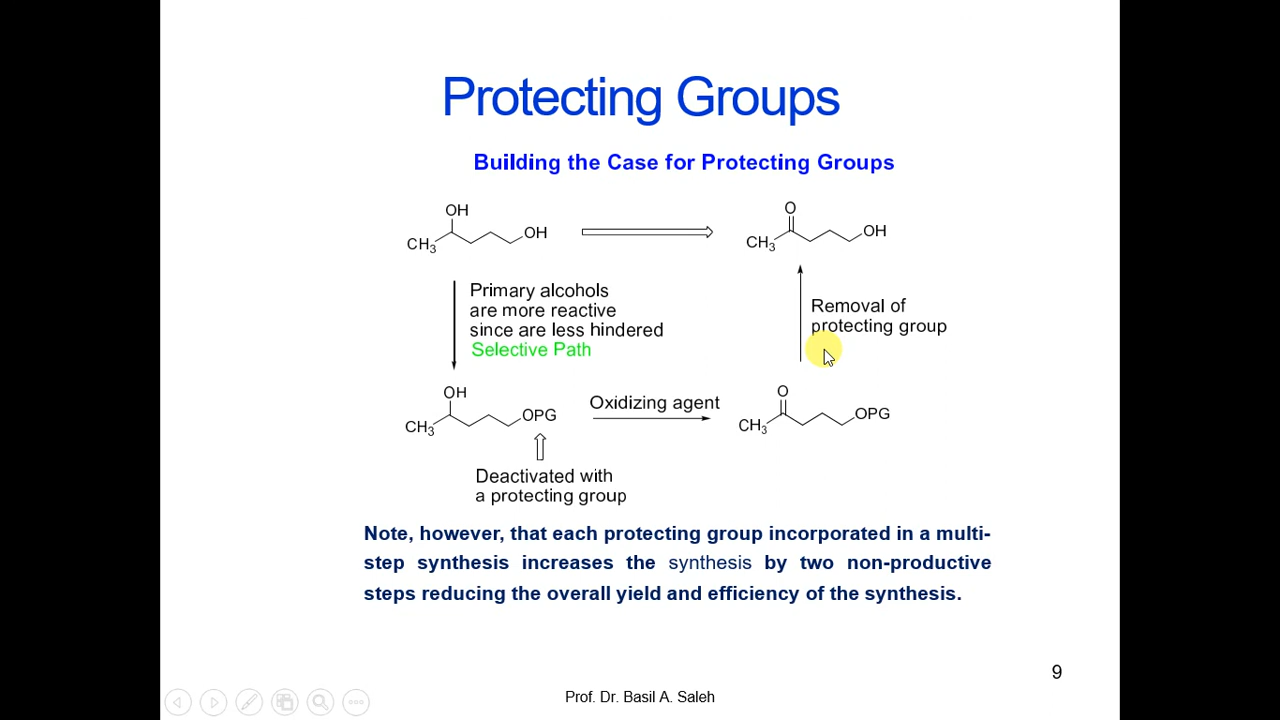 Protecting Groups
Building the Case for Protecting Groups
OH
CH3
OH
O
CH3
OH
Primary alcohols
are more reactive
since are less hindered
Selective Path
Removal of
protecting group
OH
CH3
OPG
Oxidizing agent
O
CH3
OPG
Deactivated with
a protecting group
Note, however, that each protecting group incorporated in a multi-
step synthesis increases the synthesis by two non-productive
steps reducing the overall yield and efficiency of the synthesis.
9
Prof. Dr. Basil A. Saleh